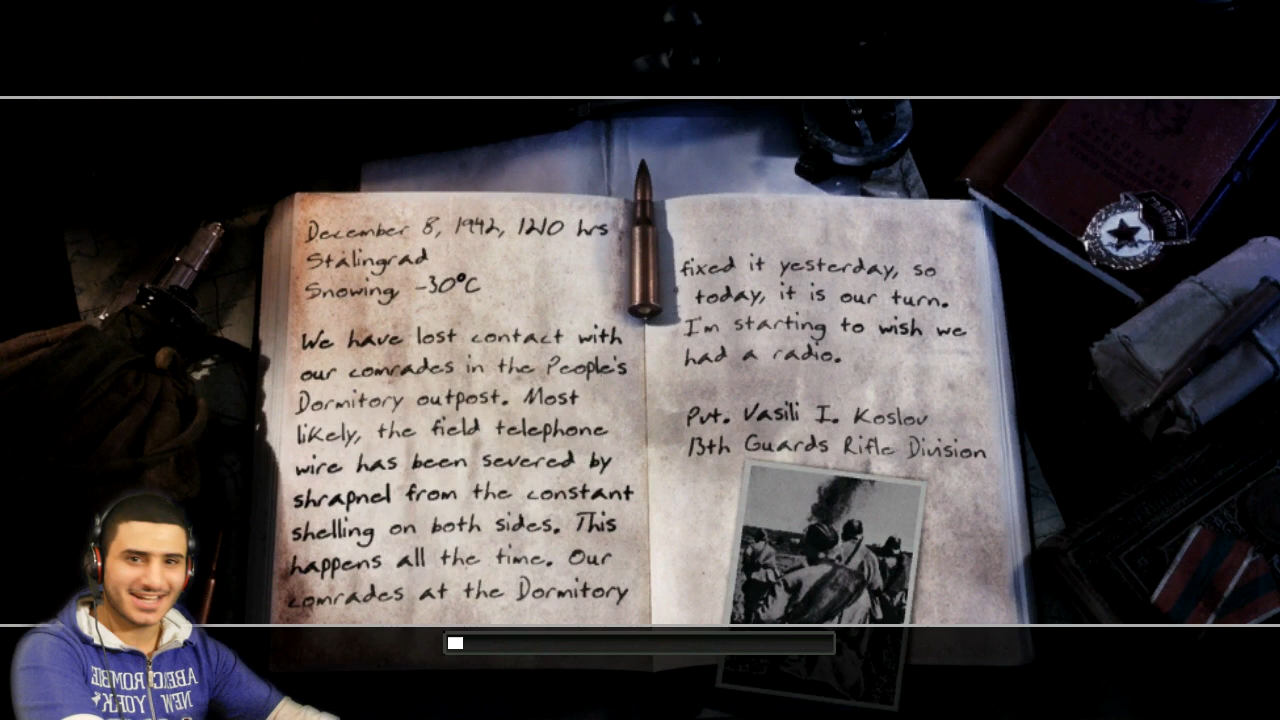 December 8, 1942, 1210 hrs
Stalingrad
Snowing -30°C
We have lost contact with
our comrades in the People's
Dormitory outpost. Most
likely, the field telephone
wire has been severed by
shrapnel from the constant
shelling on both sides. This
happens all the time. Our
comrades at the Dormitory
fixed it yesterday, so
today, it is our turn.
I'm starting to wish we
had a radio.
Pvt. Vasili I. Koslov
13th Guards Rifle Division
ABERCROMBIE
NEW YORK